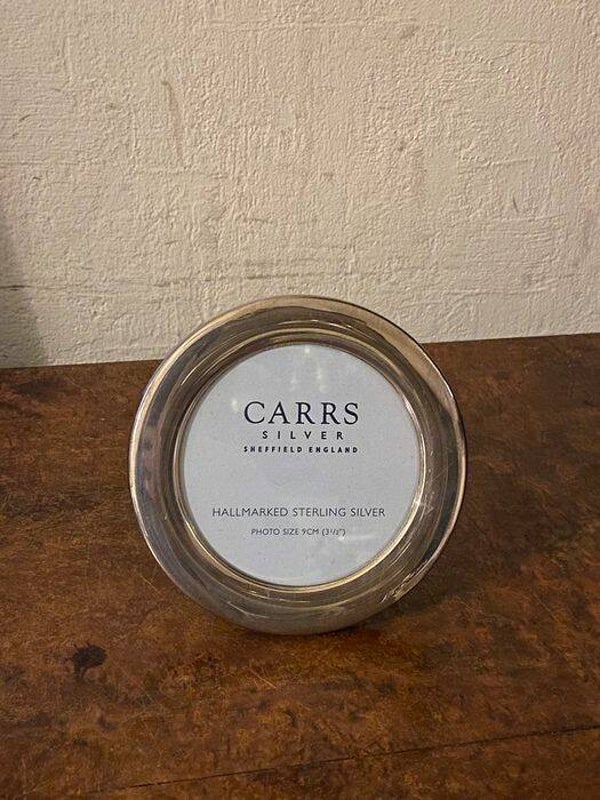 CARRS
SILVER
SHEFFIELD ENGLAND
HALLMARKED STERLING SILVER
PHOTO SIZE 9CM (3½")